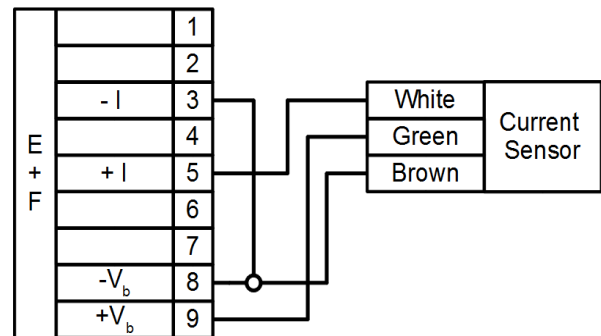 E
+
F
1
2
- I 3
4
+ I 5
6
7
-Vb 8
+Vb 9
White
Green
Brown
Current
Sensor